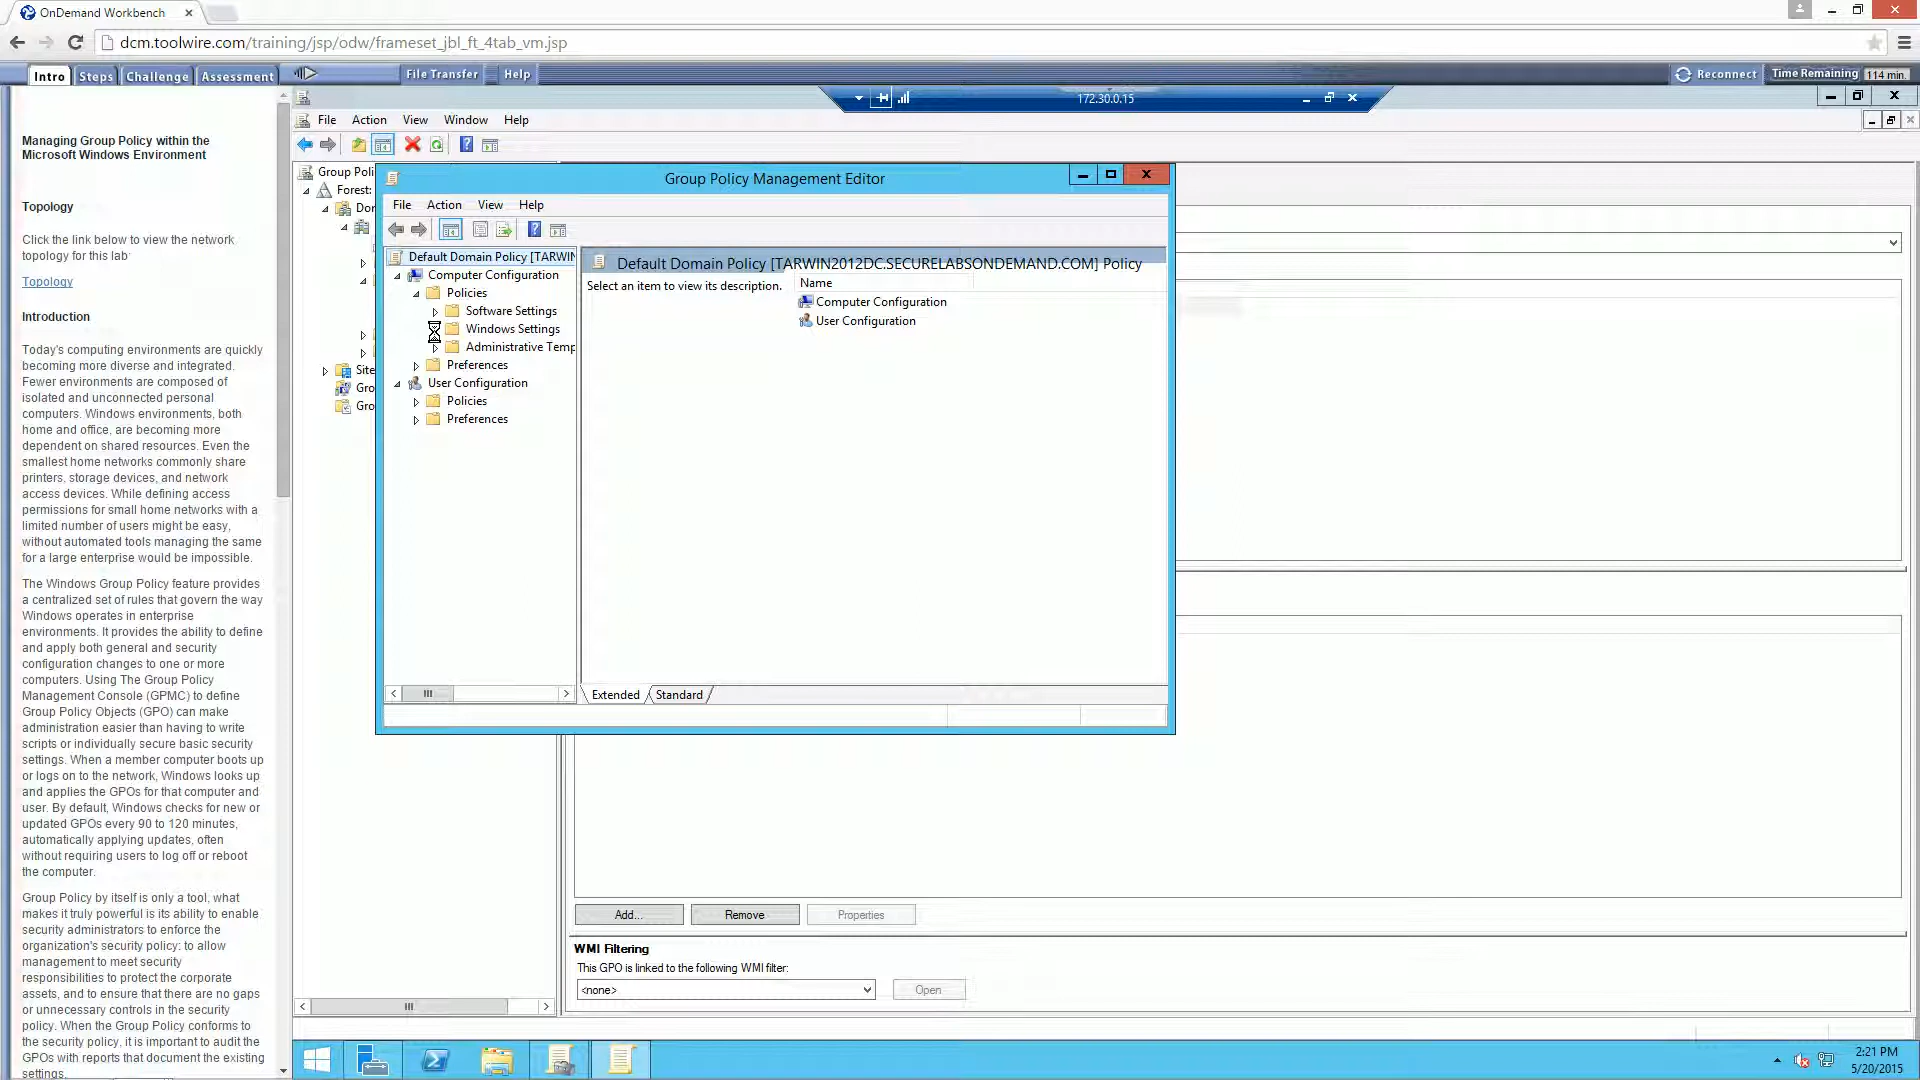 OnDemand Workbench
dcm.toolwire.com/training/jsp/odw/frameset_jbl_ft_4tab_vm.jsp
Intro Steps Challenge Assessment File Transfer Help Reconnect Time Remaining 114 min.
172.30.0.15
File Action View Window Help
Managing Group Policy within the
Microsoft Windows Environment
Topology
Click the link below to view the network
topology for this lab
Topology
Introduction
Today's computing environments are quickly
becoming more diverse and integrated.
Fewer environments are composed of
isolated and unconnected personal
computers. Windows environments, both
home and office, are becoming more
dependent on shared resources. Even the
smallest home networks commonly share
printers, storage devices, and network
access devices. While defining access
permissions for small home networks with a
limited number of users might be easy,
without automated tools managing the same
for a large enterprise would be impossible.
The Windows Group Policy feature provides
a centralized set of rules that govern the way
Windows operates in enterprise
environments. It provides the ability to define
and apply both general and security
configuration changes to one or more
computers. Using The Group Policy
Management Console (GPMC) to define
Group Policy Objects (GPO) can make
administration easier than having to write
scripts or individually secure basic security
settings. When a member computer boots up
or logs on to the network, Windows looks up
and applies the GPOs for that computer and
user. By default, Windows checks for new or
updated GPOs every 90 to 120 minutes,
automatically applying updates, often
without requiring users to log off or reboot
the computer.
Group Policy by itself is only a tool, what
makes it truly powerful is its ability to enable
security administrators to enforce the
organization's security policy: to allow
management to meet security
responsibilities to protect the corporate
assets, and to ensure that there are no gaps
or unnecessary controls in the security
policy. When the Group Policy conforms to
the security policy, it is important to audit the
GPOs with reports that document the existing
settings.
Group Poli
Forest:
Dor
Site
Gro
Gro
Group Policy Management Editor
File Action View Help
Default Domain Policy [TARWIN
Computer Configuration
Policies
Software Settings
Windows Settings
Administrative Temp
Preferences
User Configuration
Policies
Preferences
Default Domain Policy [TARWIN2012DC.SECURELABSONDEMAND.COM] Policy
Select an item to view its description.
Name
Computer Configuration
User Configuration
Extended Standard
Add... Remove Properties
WMI Filtering
This GPO is linked to the following WMI filter:
<none> Open
2:21 PM
5/20/2015